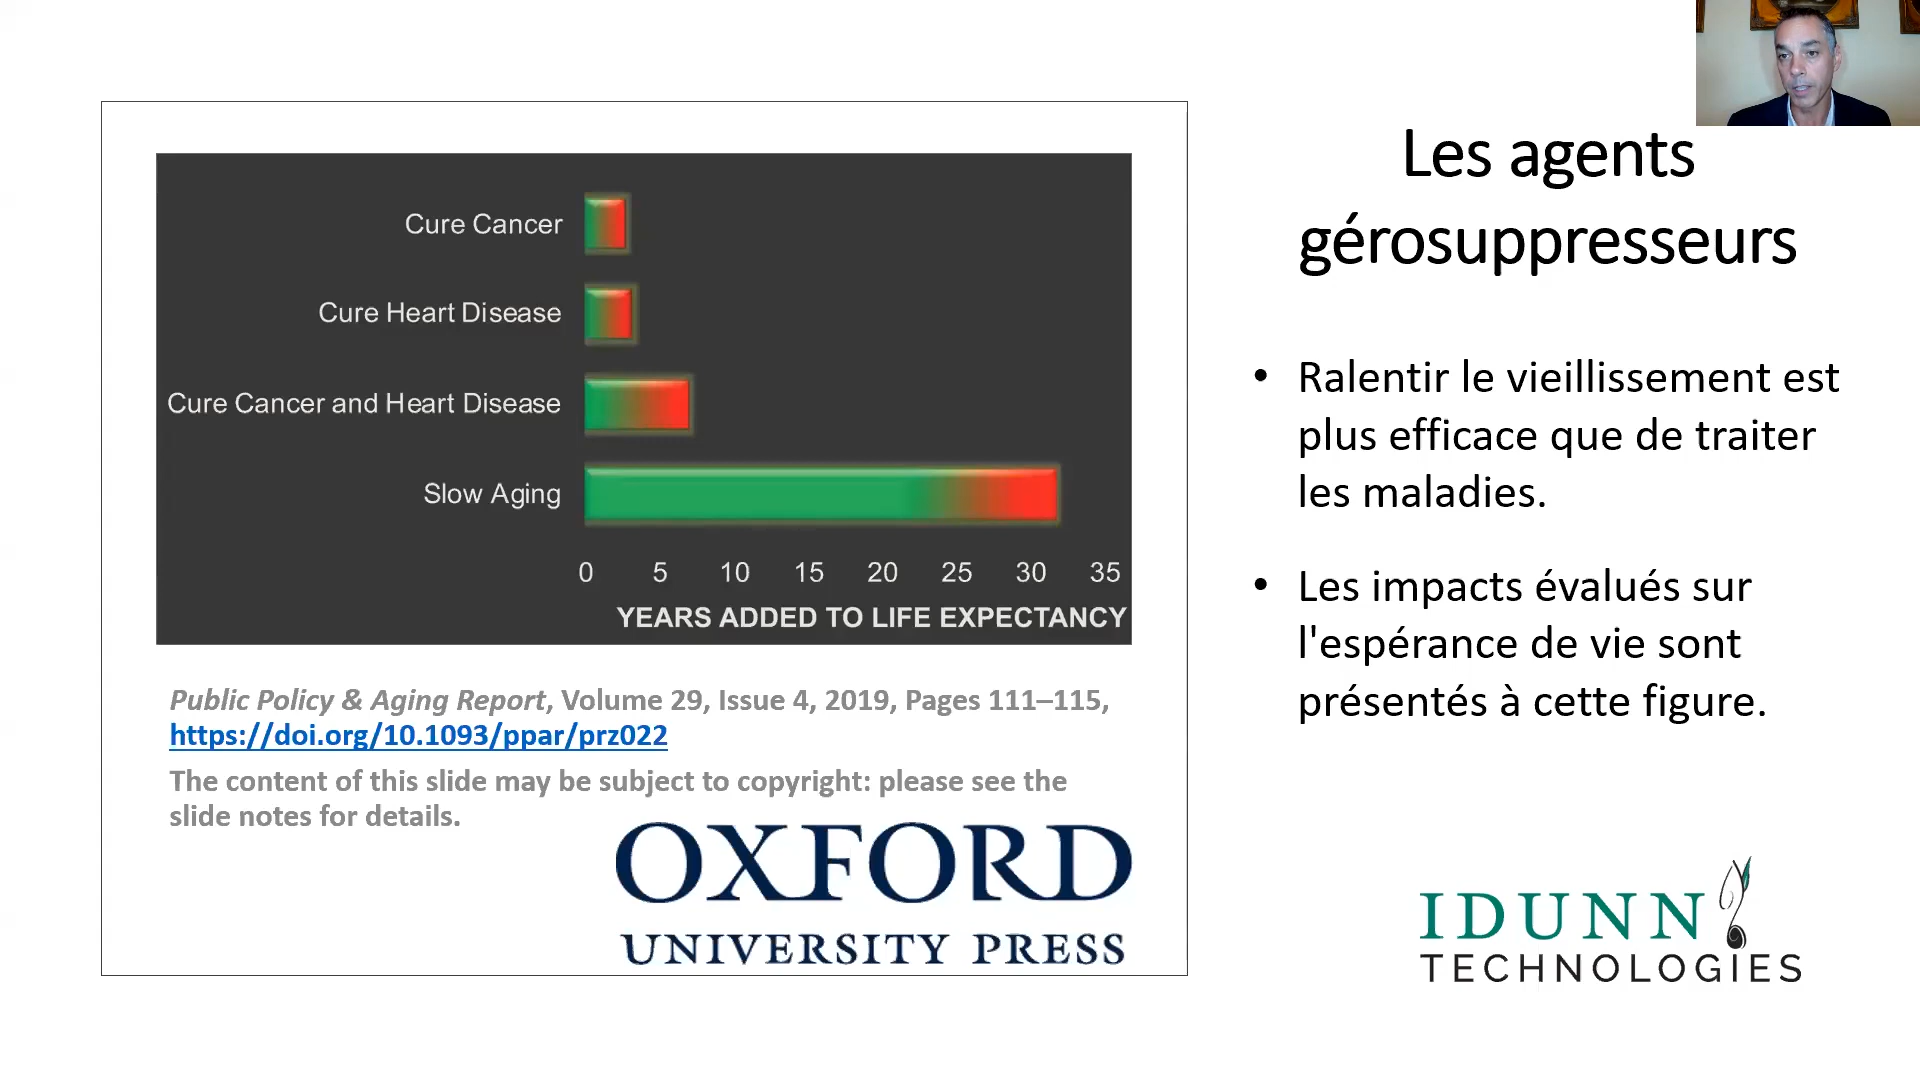 Cure Cancer
Cure Heart Disease
Cure Cancer and Heart Disease
Slow Aging
0 5 10 15 20 25 30 35
YEARS ADDED TO LIFE EXPECTANCY
Public Policy & Aging Report, Volume 29, Issue 4, 2019, Pages 111–115,
https://doi.org/10.1093/ppar/prz022
The content of this slide may be subject to copyright: please see the
slide notes for details.
OXFORD
UNIVERSITY PRESS
Les agents
gérosuppresseurs
• Ralentir le vieillissement est
plus efficace que de traiter
les maladies.
• Les impacts évalués sur
l'espérance de vie sont
présentés à cette figure.
IDUNN
TECHNOLOGIES